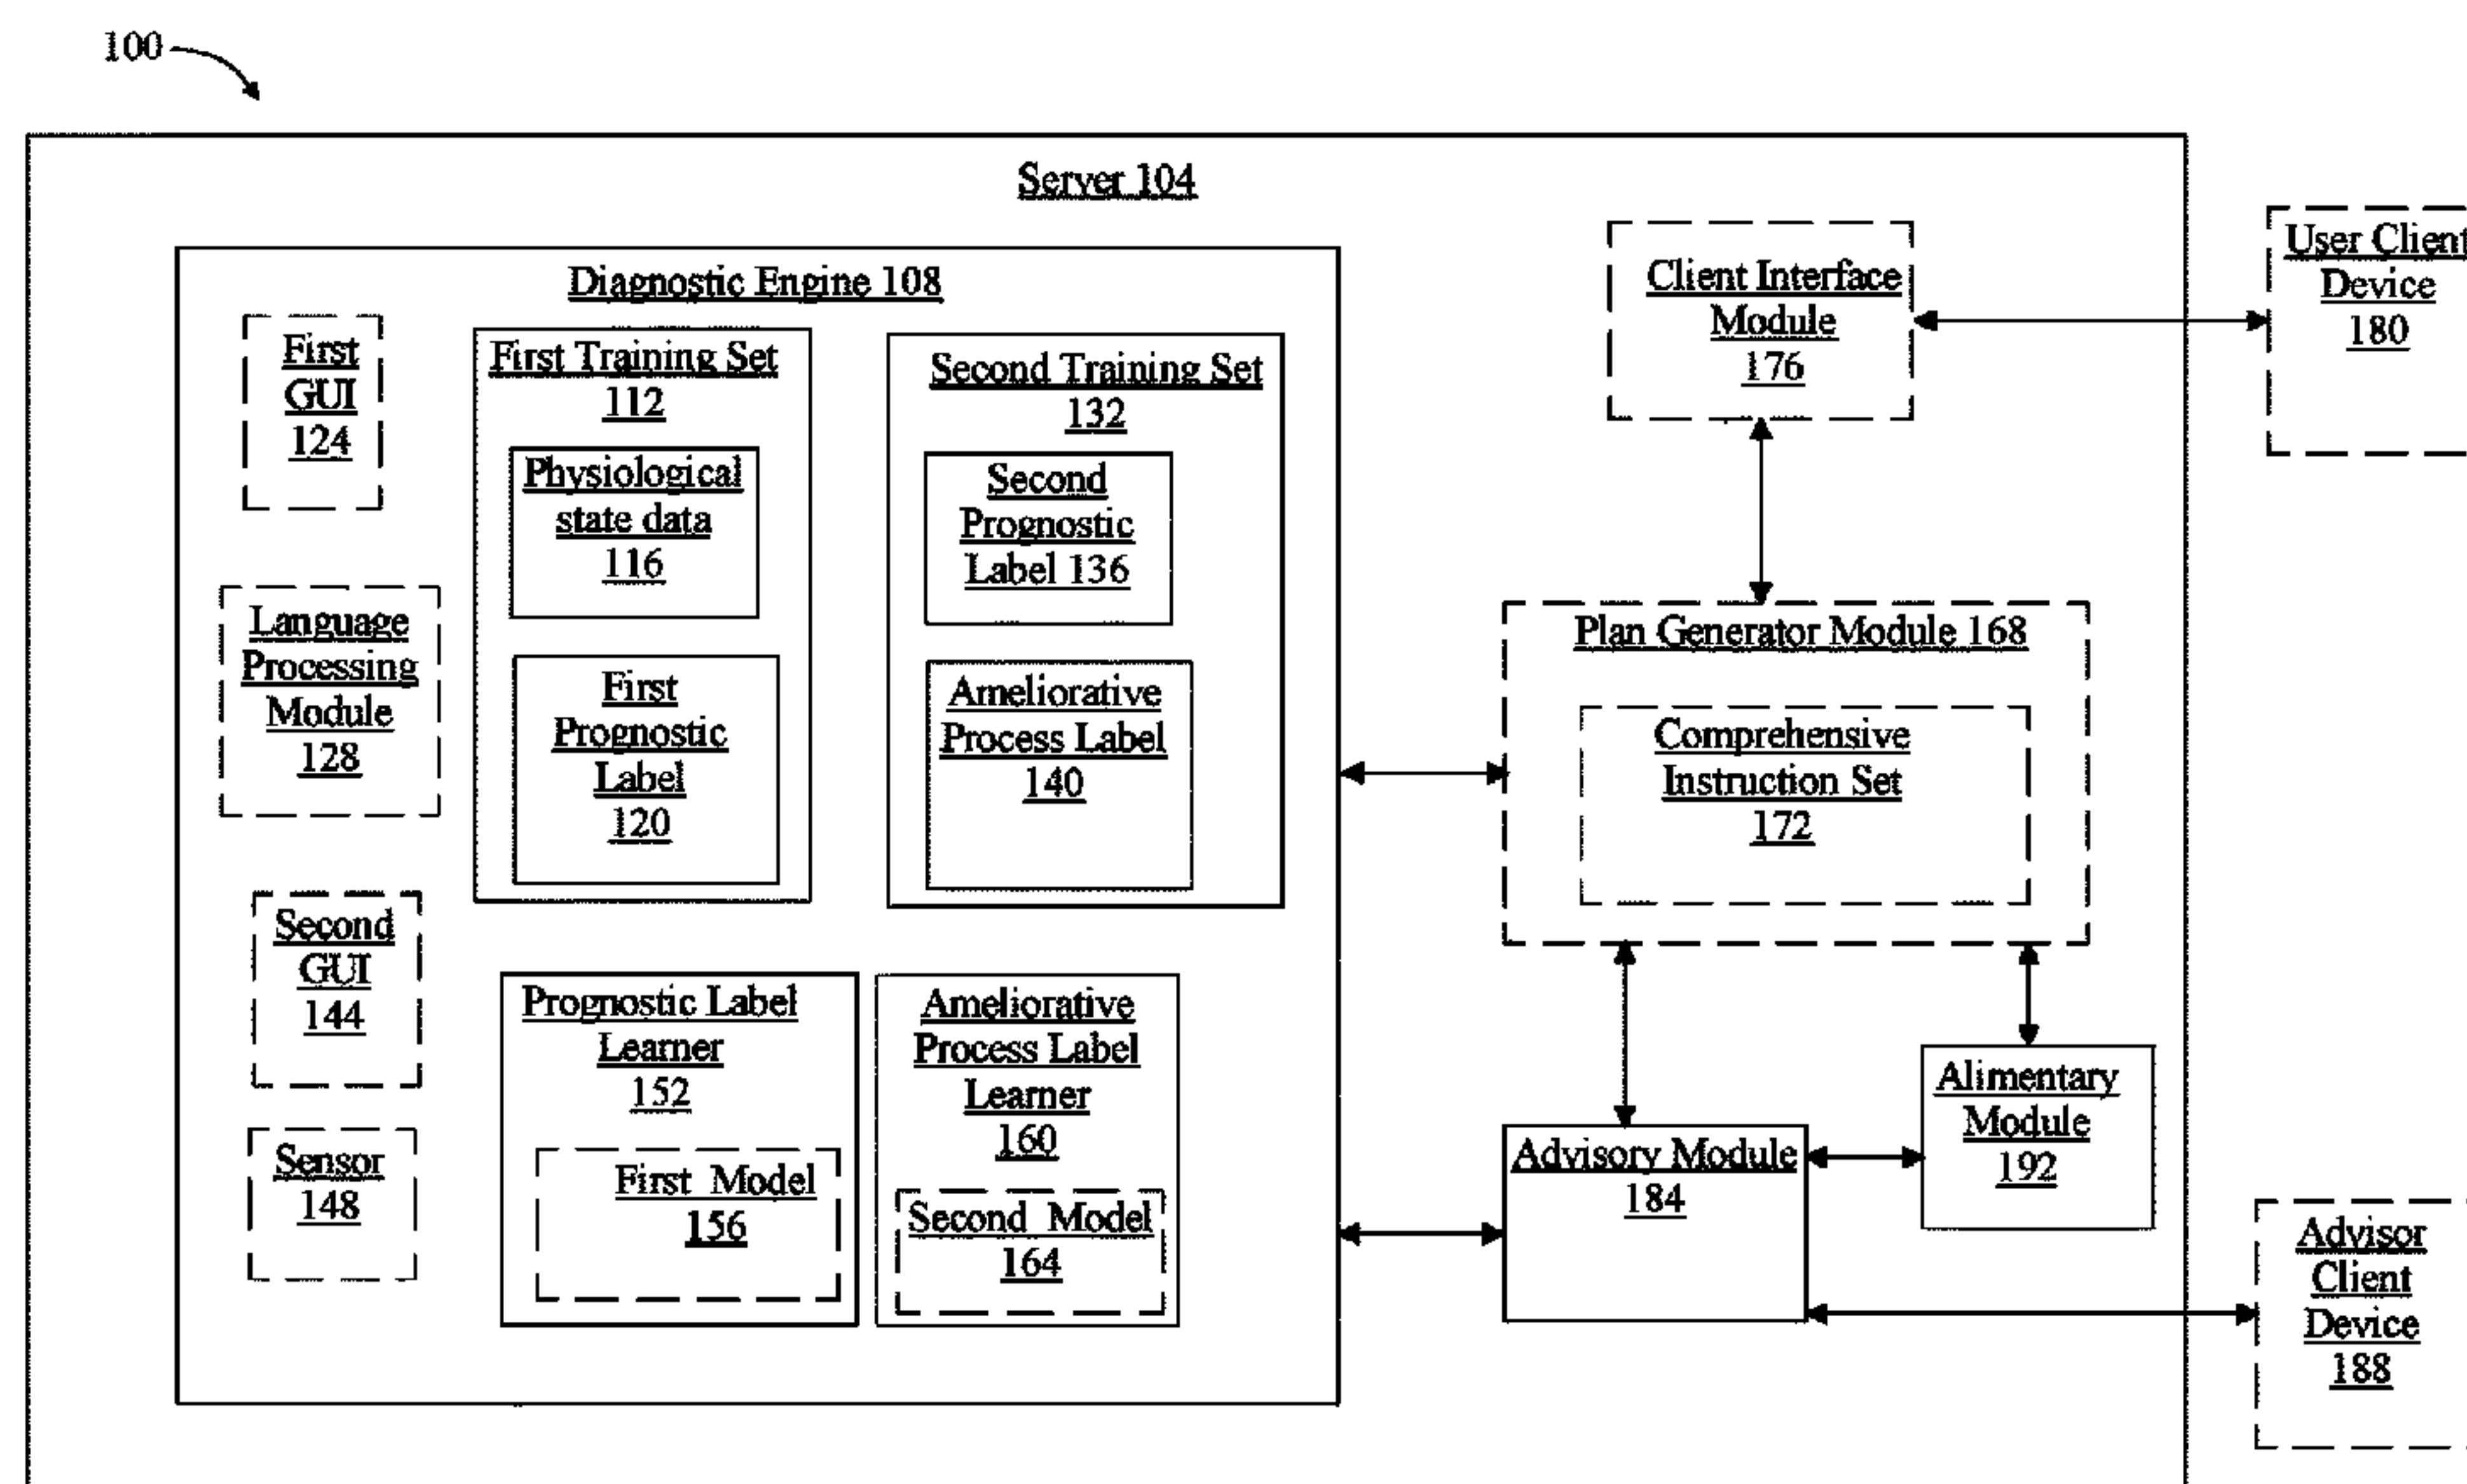 100
Server 104
Diagnostic Engine 108
First
GUI
124
Language
Processing
Module
128
Second
GUI
144
Sensor
148
First Training Set
112
Physiological
state data
116
First
Prognostic
Label
120
Second Training Set
132
Second
Prognostic
Label 136
Ameliorative
Process Label
140
Prognostic Label
Learner
152
First Model
156
Ameliorative
Process Label
Learner
160
Second Model
164
Client Interface
Module
176
User Client
Device
180
Plan Generator Module 168
Comprehensive
Instruction Set
172
Advisory Module
184
Alimentary
Module
192
Advisor
Client
Device
188